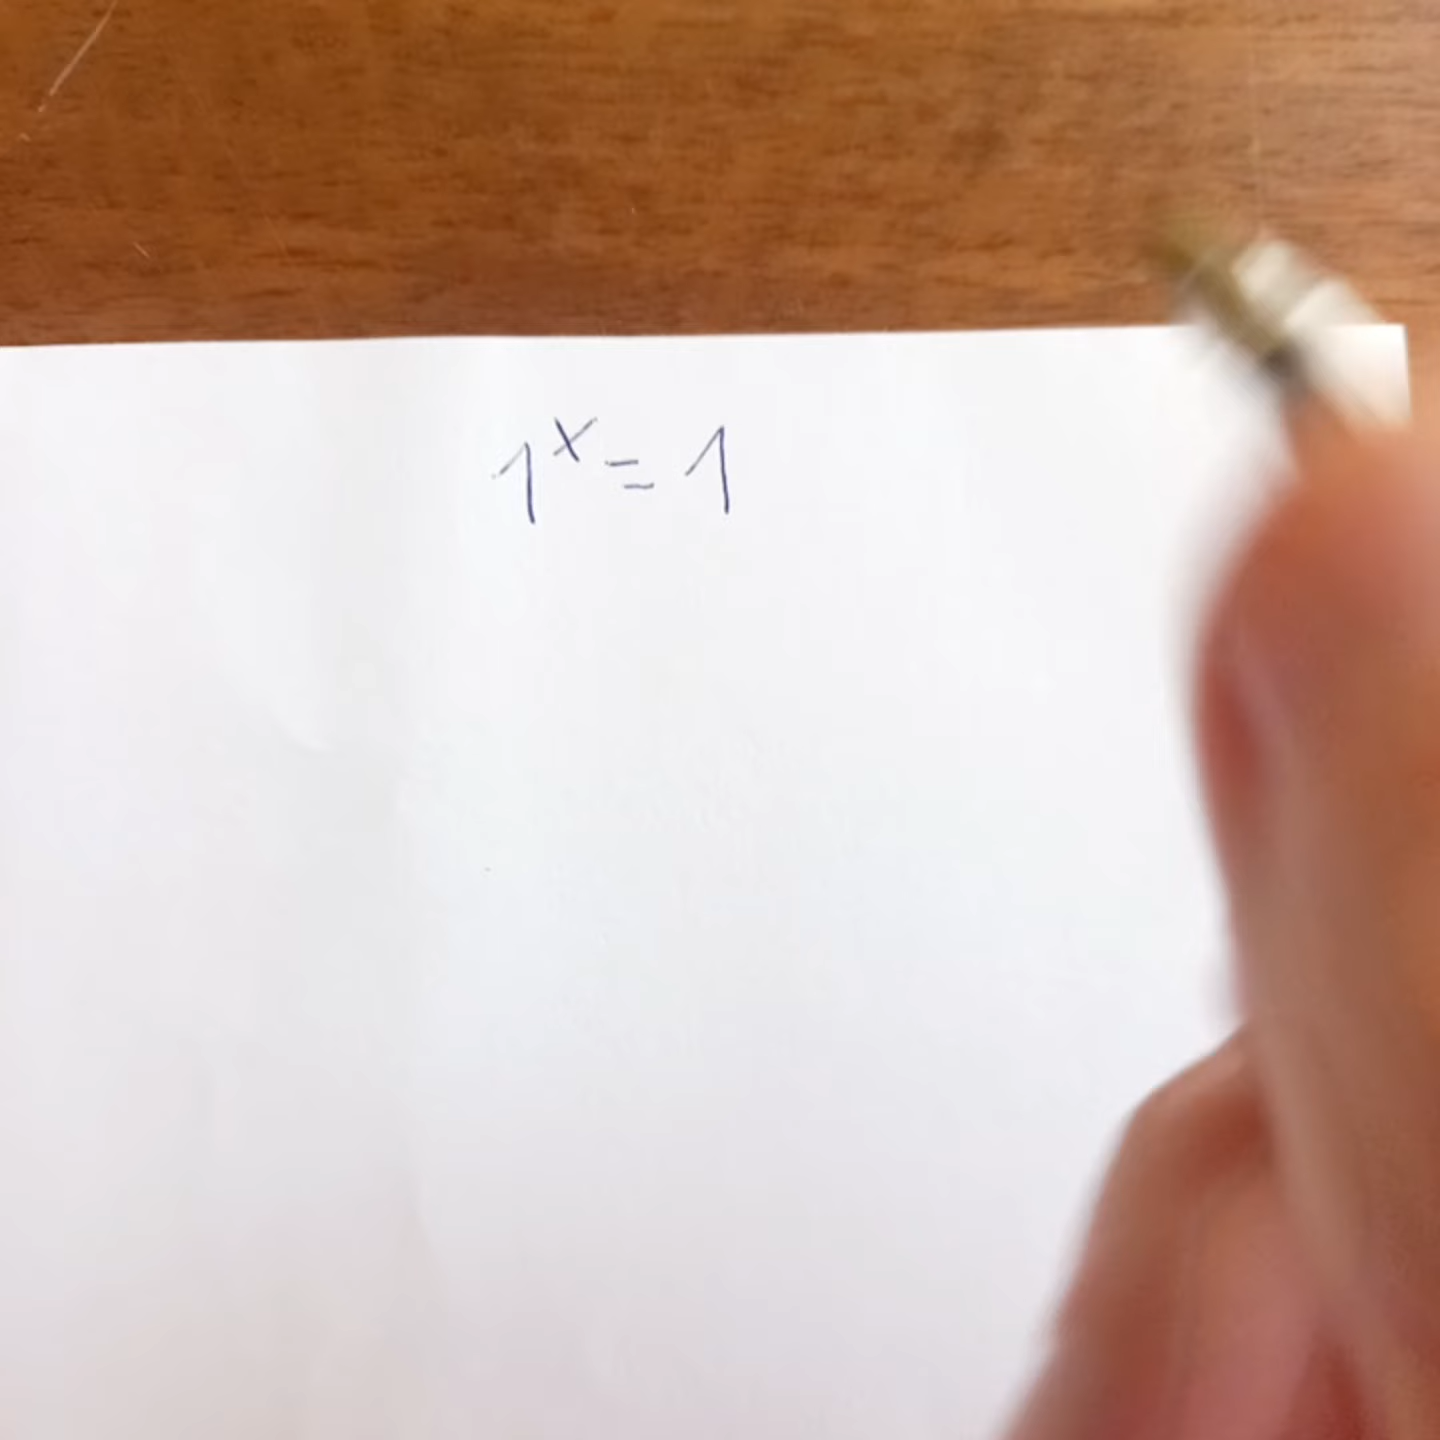 1^x = 1